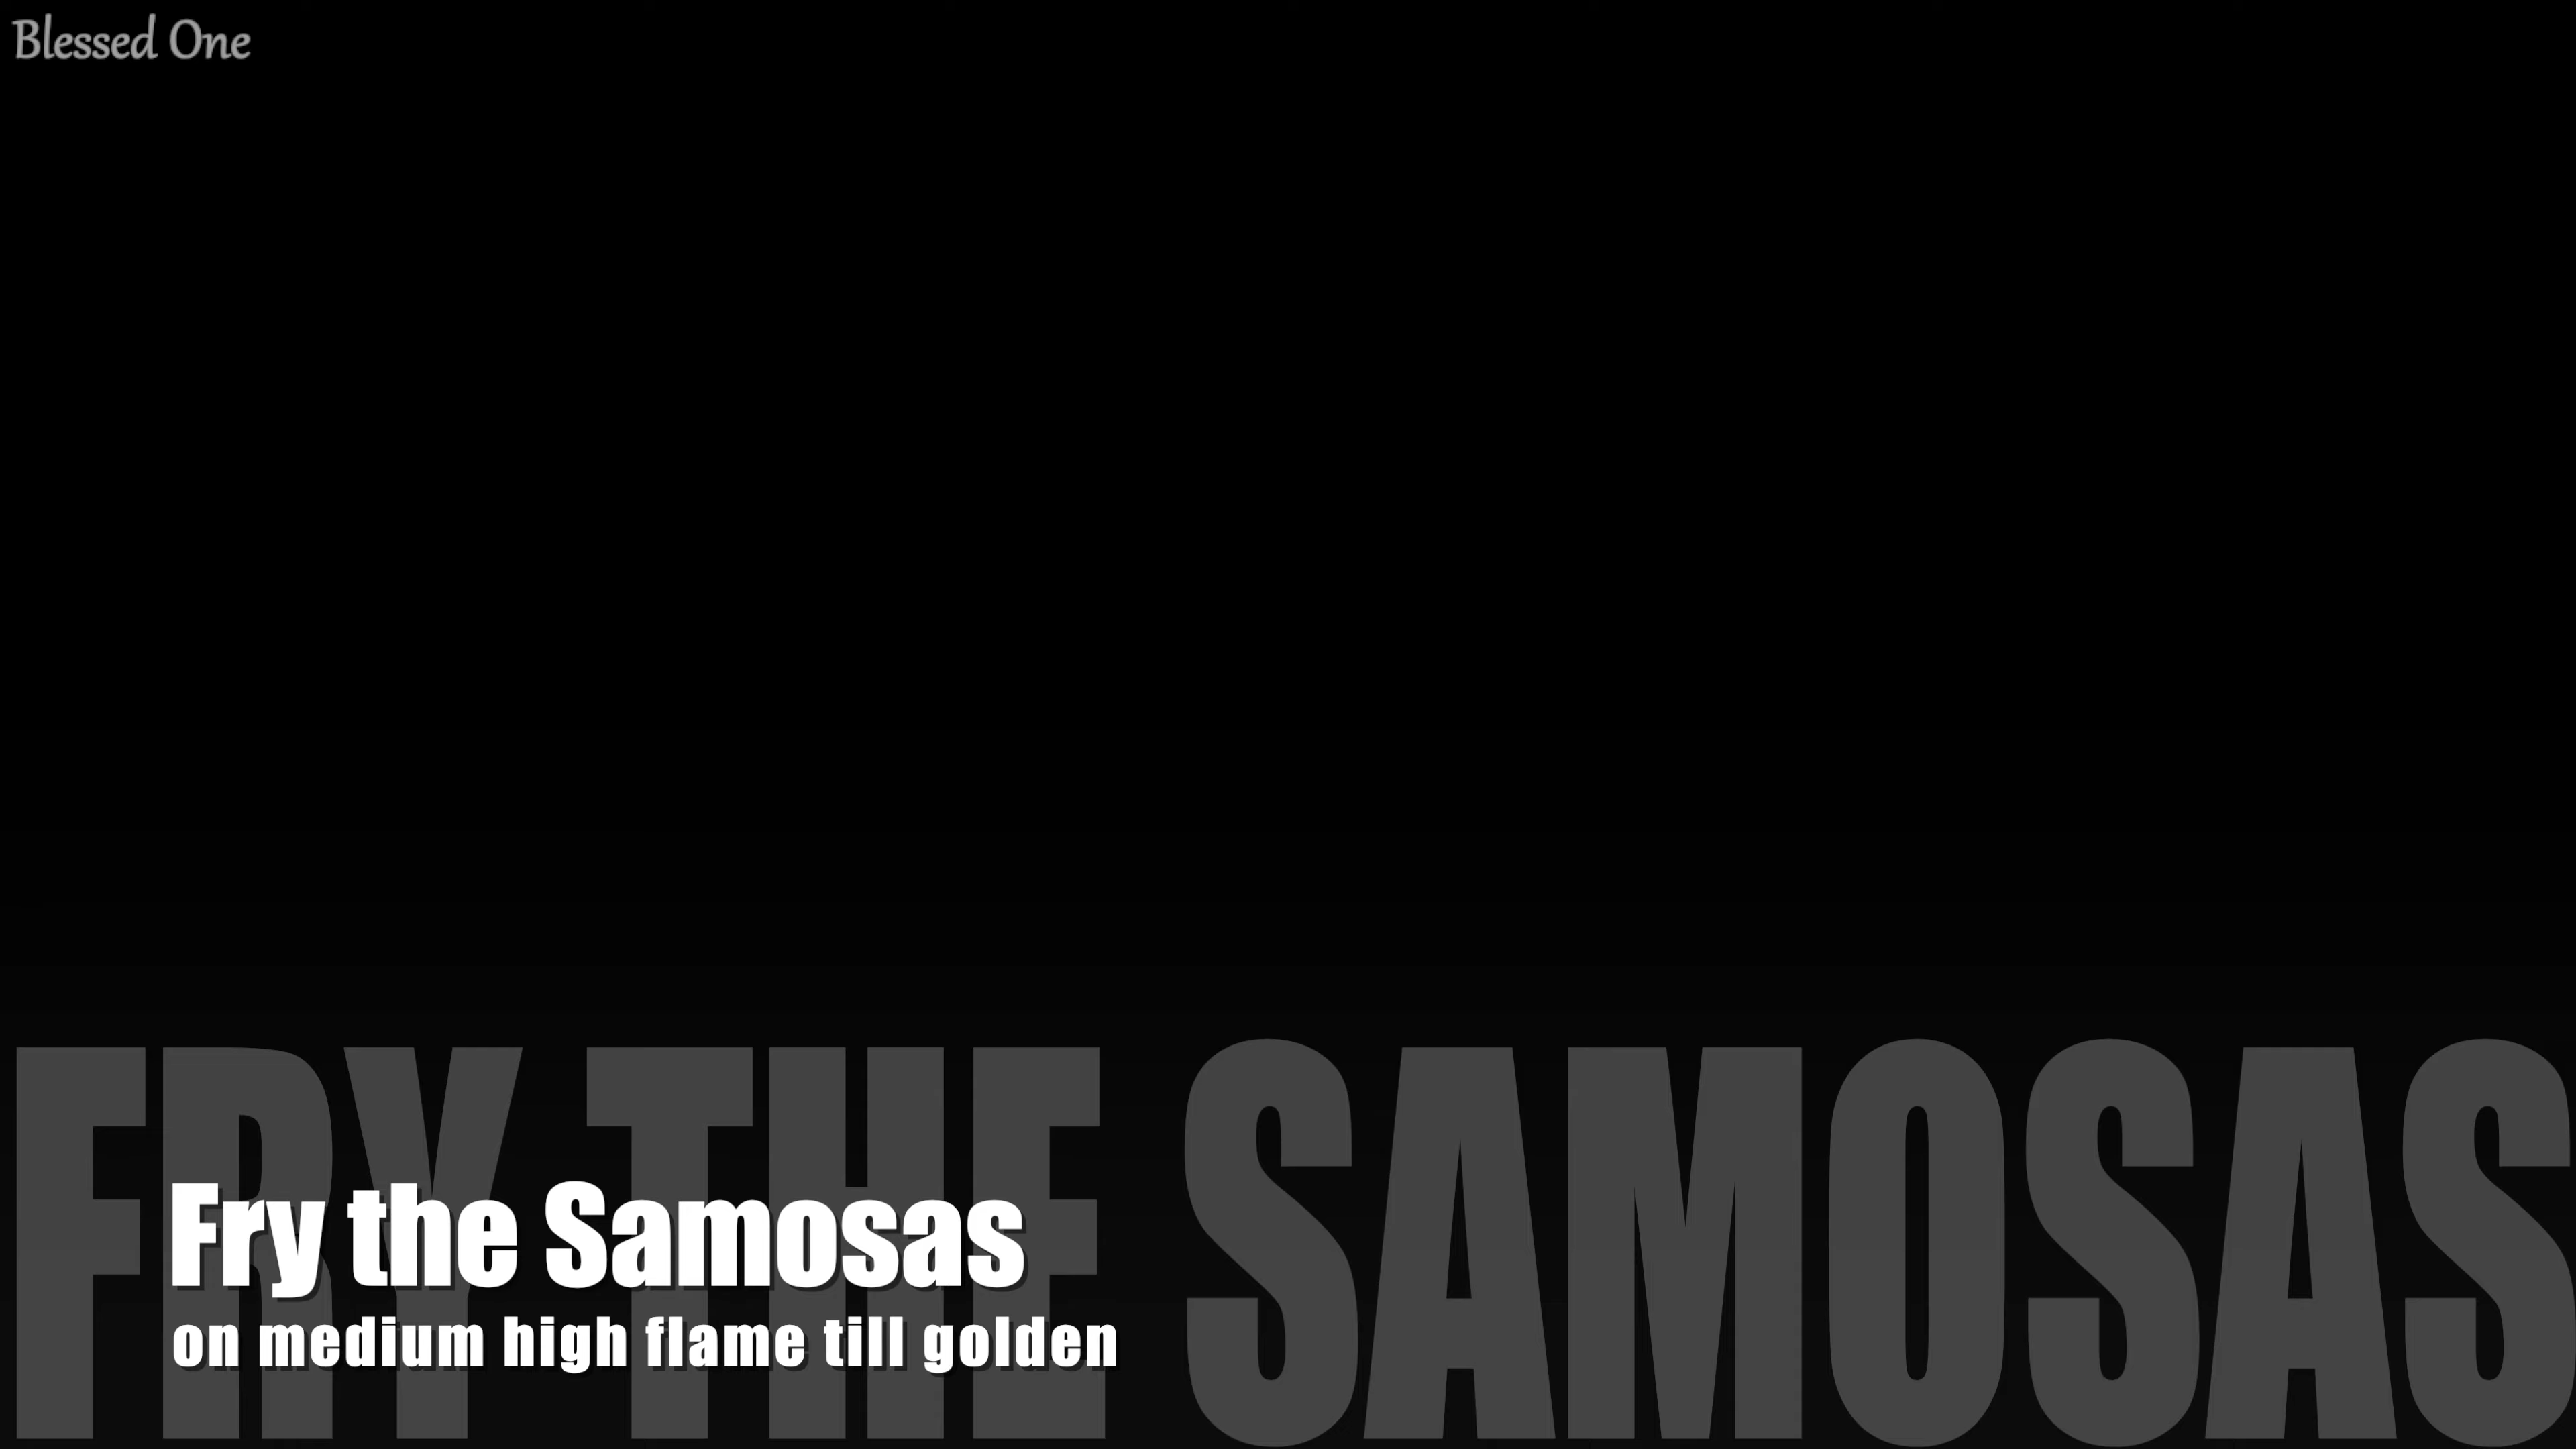 Blessed One
FRY THE SAMOSAS
Fry the Samosas
on medium high flame till golden